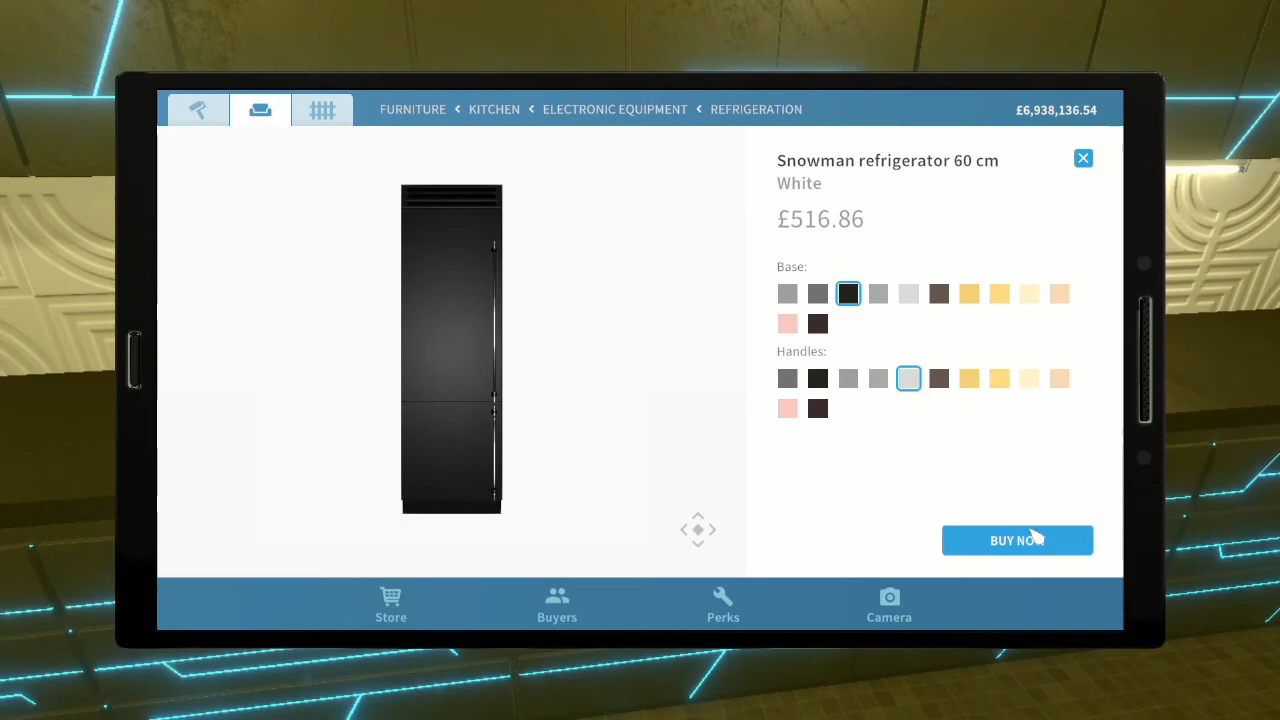 FURNITURE < KITCHEN < ELECTRONIC EQUIPMENT < REFRIGERATION
£6,938,136.54
Snowman refrigerator 60 cm
White
£516.86
Base:
Handles:
BUY NOW
Store
Buyers
Perks
Camera